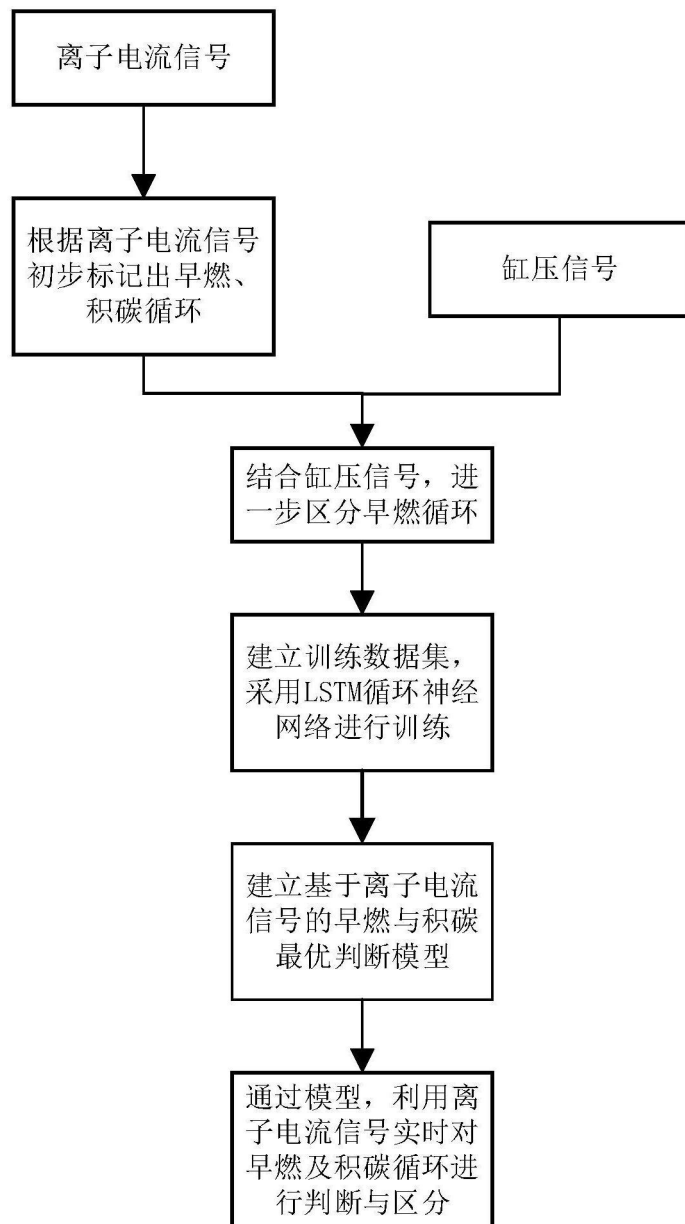 离子电流信号
根据离子电流信号
初步标记出早燃、
积碳循环
缸压信号
结合缸压信号，进
一步区分早燃循环
建立训练数据集，
采用LSTM循环神经
网络进行训练
建立基于离子电流
信号的早燃与积碳
最优判断模型
通过模型，利用离
子电流信号实时对
早燃及积碳循环进
行判断与区分